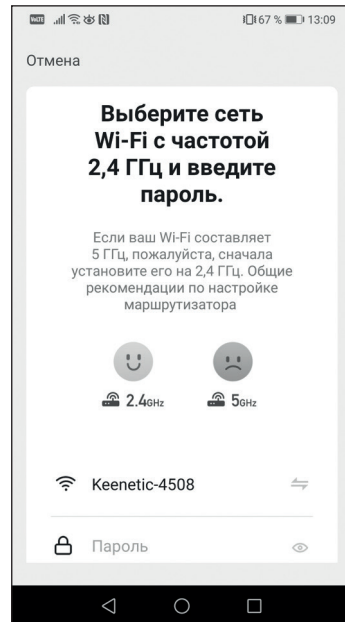 VoLTE 67 % 13:09
Отмена
Выберите сеть
Wi-Fi с частотой
2,4 ГГц и введите
пароль.
Если ваш Wi-Fi составляет
5 ГГц, пожалуйста, сначала
установите его на 2,4 ГГц. Общие
рекомендации по настройке
маршрутизатора
2.4GHz 5GHz
Keenetic-4508
Пароль